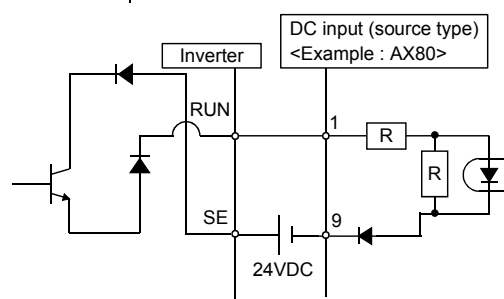 DC input (source type)
<Example : AX80>
Inverter
RUN
1
R
R
SE
9
24VDC